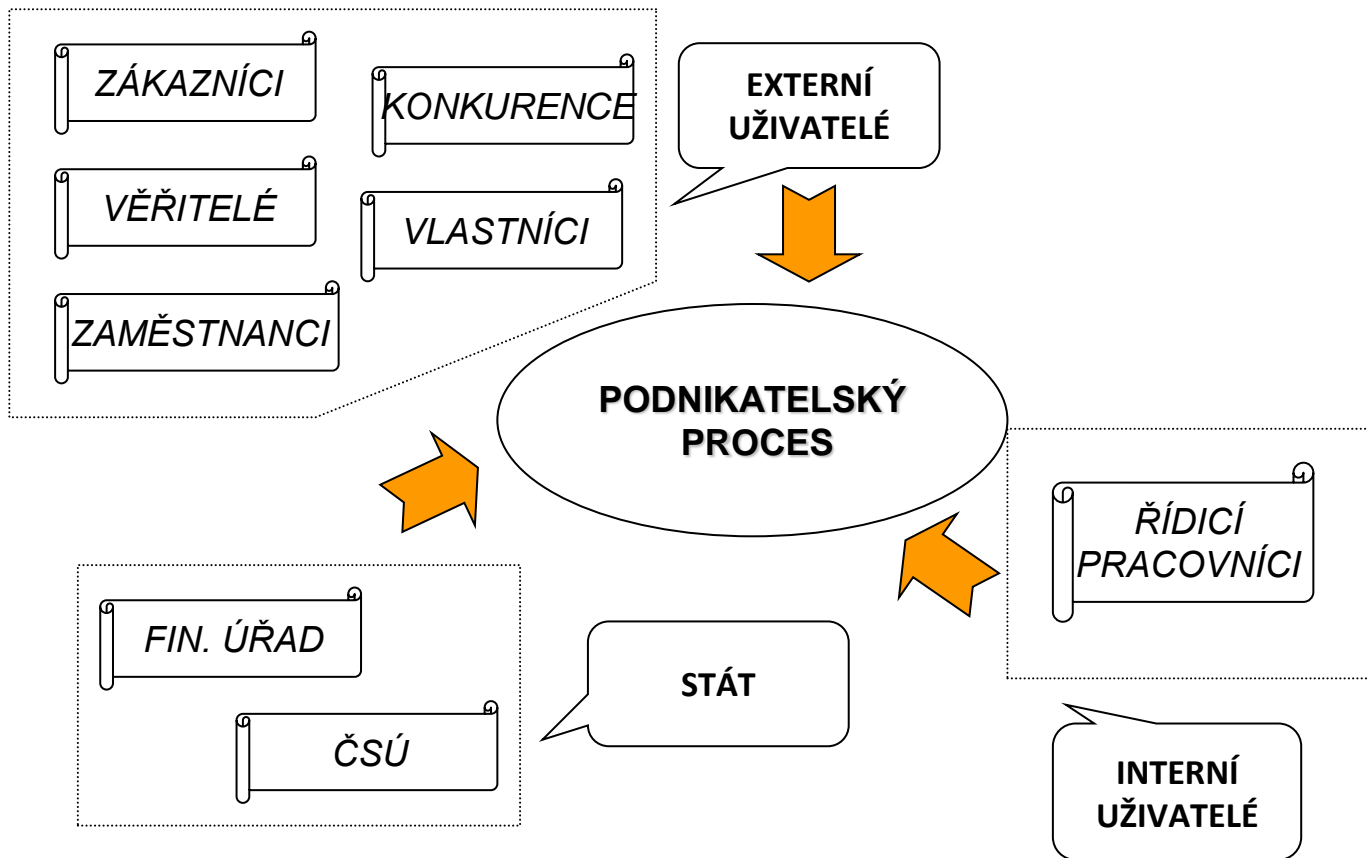 ZÁKAZNÍCI
KONKURENCE
VĚŘITELÉ
VLASTNÍCI
ZAMĚSTNANCI
EXTERNÍ
UŽIVATELÉ
PODNIKATELSKÝ
PROCES
ŘÍDICÍ
PRACOVNÍCI
FIN. ÚŘAD
ČSÚ
STÁT
INTERNÍ
UŽIVATELÉ